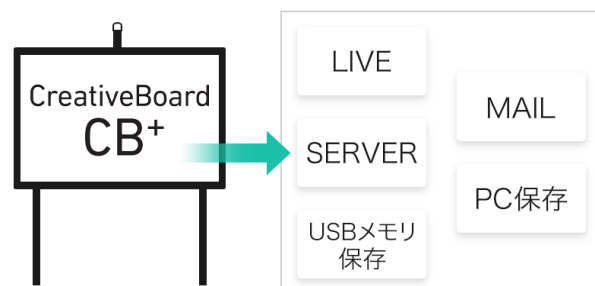 CreativeBoard
CB+
LIVE
SERVER
USBメモリ
保存
MAIL
PC保存